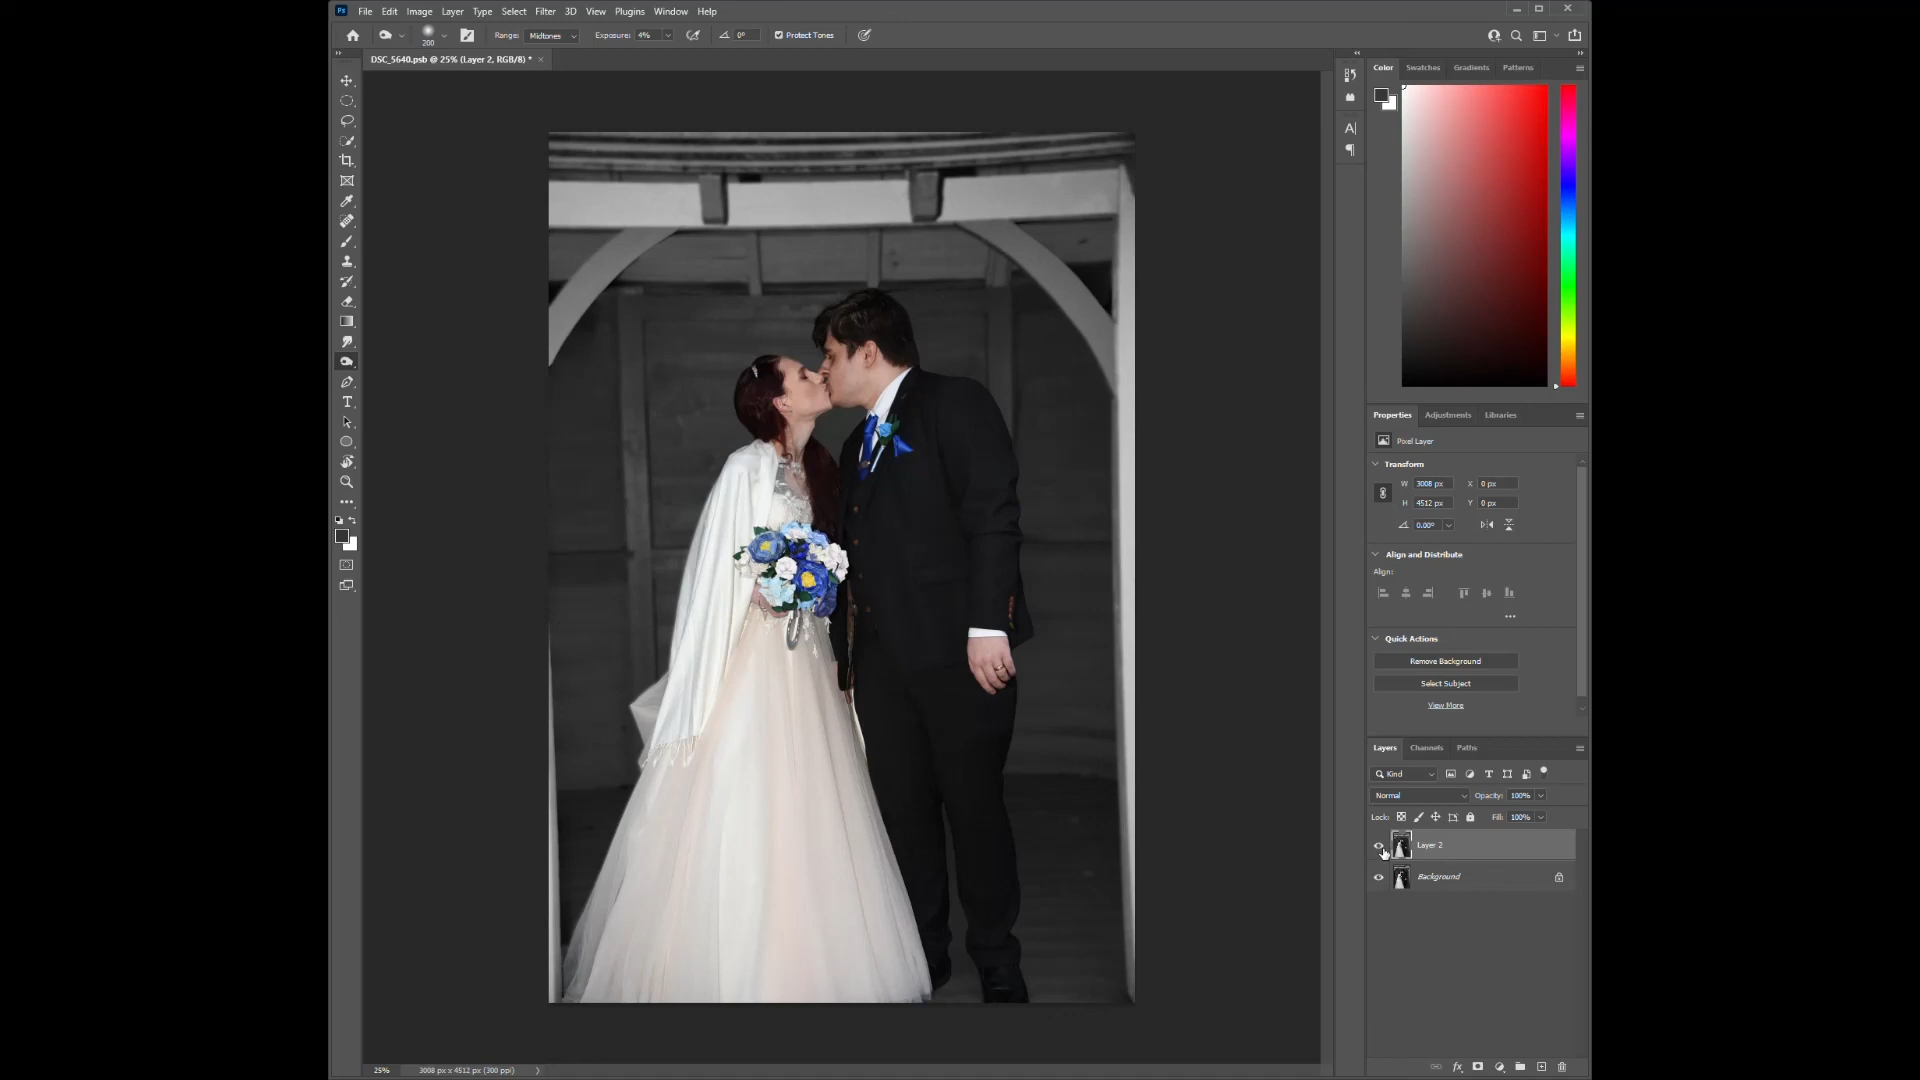 Ps File Edit Image Layer Type Select Filter 3D View Plugins Window Help
200 Range: Midtones Exposure: 4% 0° Protect Tones
DSC_5640.psb @ 25% (Layer 2, RGB/8) *
Color Swatches Gradients Patterns
Properties Adjustments Libraries
Pixel Layer
Transform
W 3008 px X 0 px
H 4512 px Y 0 px
0.00°
Align and Distribute
Align:
Quick Actions
Remove Background
Select Subject
View More
Layers Channels Paths
Kind
Normal Opacity: 100%
Lock: Fill: 100%
Layer 2
Background
25% 3008 px x 4512 px (300 ppi)